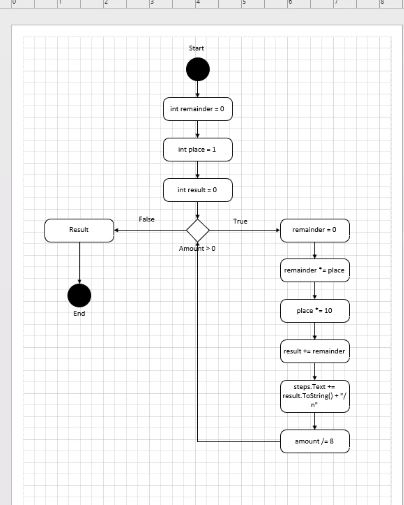 0 1 2 3 4 5 6 7 8
Start
int remainder = 0
int place = 1
int result = 0
False
True
Result
remainder = 0
Amount > 0
remainder *= place
place *= 10
End
result += remainder
steps.Text +=
result.ToString() + "/
n"
amount /= 8